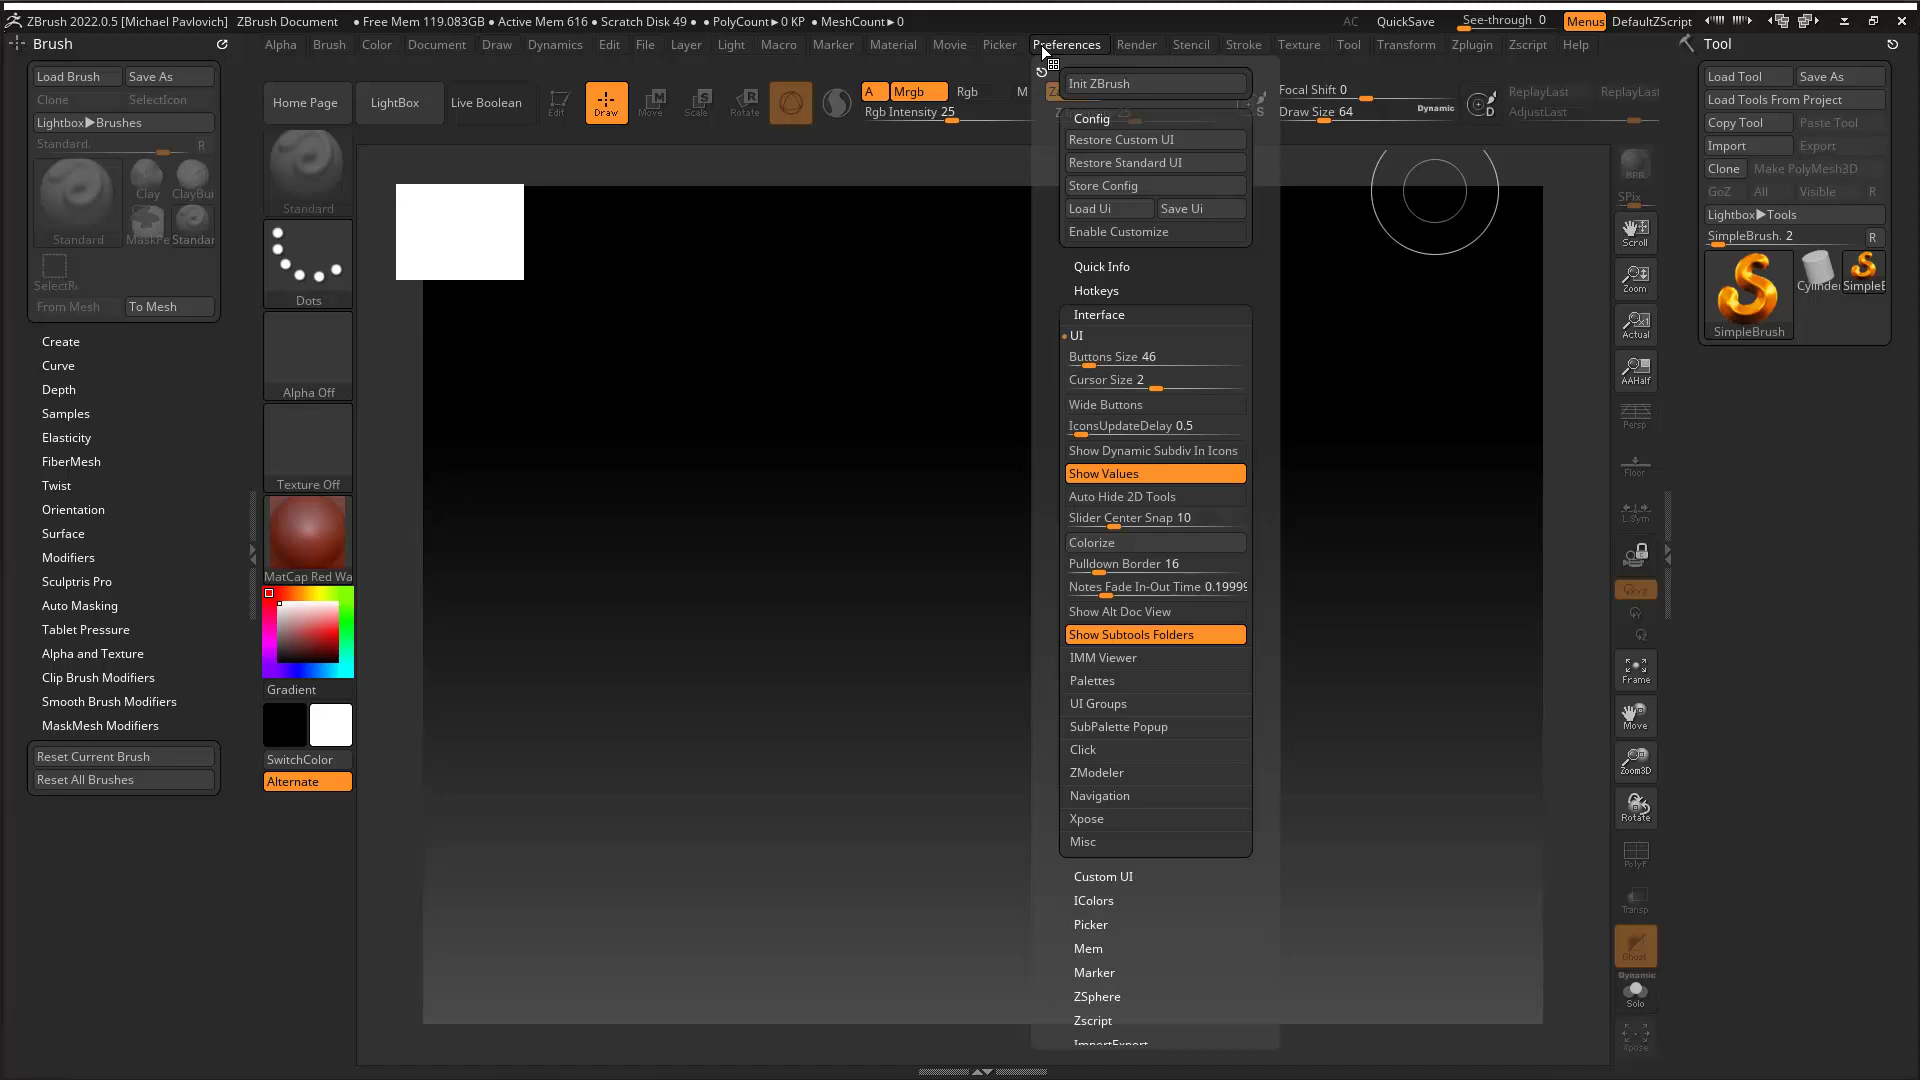 ZBrush 2022.0.5 [Michael Pavlovich] ZBrush Document • Free Mem 119.083GB • Active Mem 616 • Scratch Disk 49 • • PolyCount▶0 KP • MeshCount▶0 AC QuickSave See-through 0 Menus DefaultZScript
Brush
Alpha Brush Color Document Draw Dynamics Edit File Layer Light Macro Marker Material Movie Picker Preferences Render Stencil Stroke Texture Tool Transform Zplugin Zscript Help
Load Brush Save As
Clone SelectIcon
Lightbox▶Brushes
Standard. R
Standard Clay ClayBui
MaskPe Standar
SelectRe
From Mesh To Mesh
Create
Curve
Depth
Samples
Elasticity
FiberMesh
Twist
Orientation
Surface
Modifiers
Sculptris Pro
Auto Masking
Tablet Pressure
Alpha and Texture
Clip Brush Modifiers
Smooth Brush Modifiers
MaskMesh Modifiers
Reset Current Brush
Reset All Brushes
Home Page LightBox Live Boolean
Edit Draw Move Scale Rotate
A Mrgb Rgb M
Rgb Intensity 25
Focal Shift 0
Draw Size 64 Dynamic
S D
ReplayLast ReplayLas
AdjustLast
Standard
Dots
Alpha Off
Texture Off
MatCap Red Wa
Gradient
SwitchColor
Alternate
Init ZBrush
Config
Restore Custom UI
Restore Standard UI
Store Config
Load Ui Save Ui
Enable Customize
Quick Info
Hotkeys
Interface
UI
Buttons Size 46
Cursor Size 2
Wide Buttons
IconsUpdateDelay 0.5
Show Dynamic Subdiv In Icons
Show Values
Auto Hide 2D Tools
Slider Center Snap 10
Colorize
Pulldown Border 16
Notes Fade In-Out Time 0.19999
Show Alt Doc View
Show Subtools Folders
IMM Viewer
Palettes
UI Groups
SubPalette Popup
Click
ZModeler
Navigation
Xpose
Misc
Custom UI
IColors
Picker
Mem
Marker
ZSphere
Zscript
ImportExport
BPR
SPix
Scroll
Zoom
Actual
AAHalf
Persp
Floor
L.Sym
Frame
Move
Zoom3D
Rotate
PolyF
Transp
Ghost
Dynamic
Solo
Xpose
Tool
Load Tool Save As
Load Tools From Project
Copy Tool Paste Tool
Import Export
Clone Make PolyMesh3D
GoZ All Visible R
Lightbox▶Tools
SimpleBrush. 2 R
SimpleBrush Cylinder SimpleE